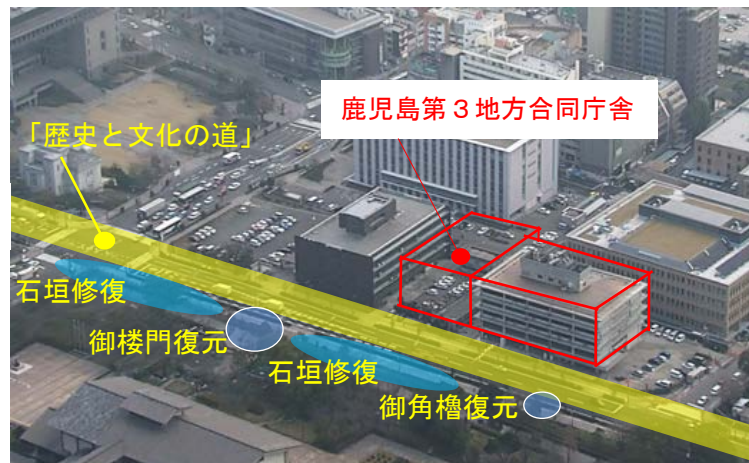 鹿児島第３地方合同庁舎
「歴史と文化の道」
石垣修復
御楼門復元
石垣修復
御角櫓復元